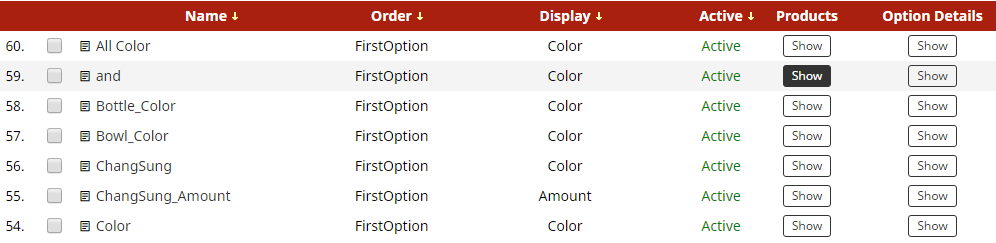 Name ↓ Order ↓ Display ↓ Active ↓ Products Option Details
60. All Color FirstOption Color Active Show Show
59. and FirstOption Color Active Show Show
58. Bottle_Color FirstOption Color Active Show Show
57. Bowl_Color FirstOption Color Active Show Show
56. ChangSung FirstOption Color Active Show Show
55. ChangSung_Amount FirstOption Amount Active Show Show
54. Color FirstOption Color Active Show Show